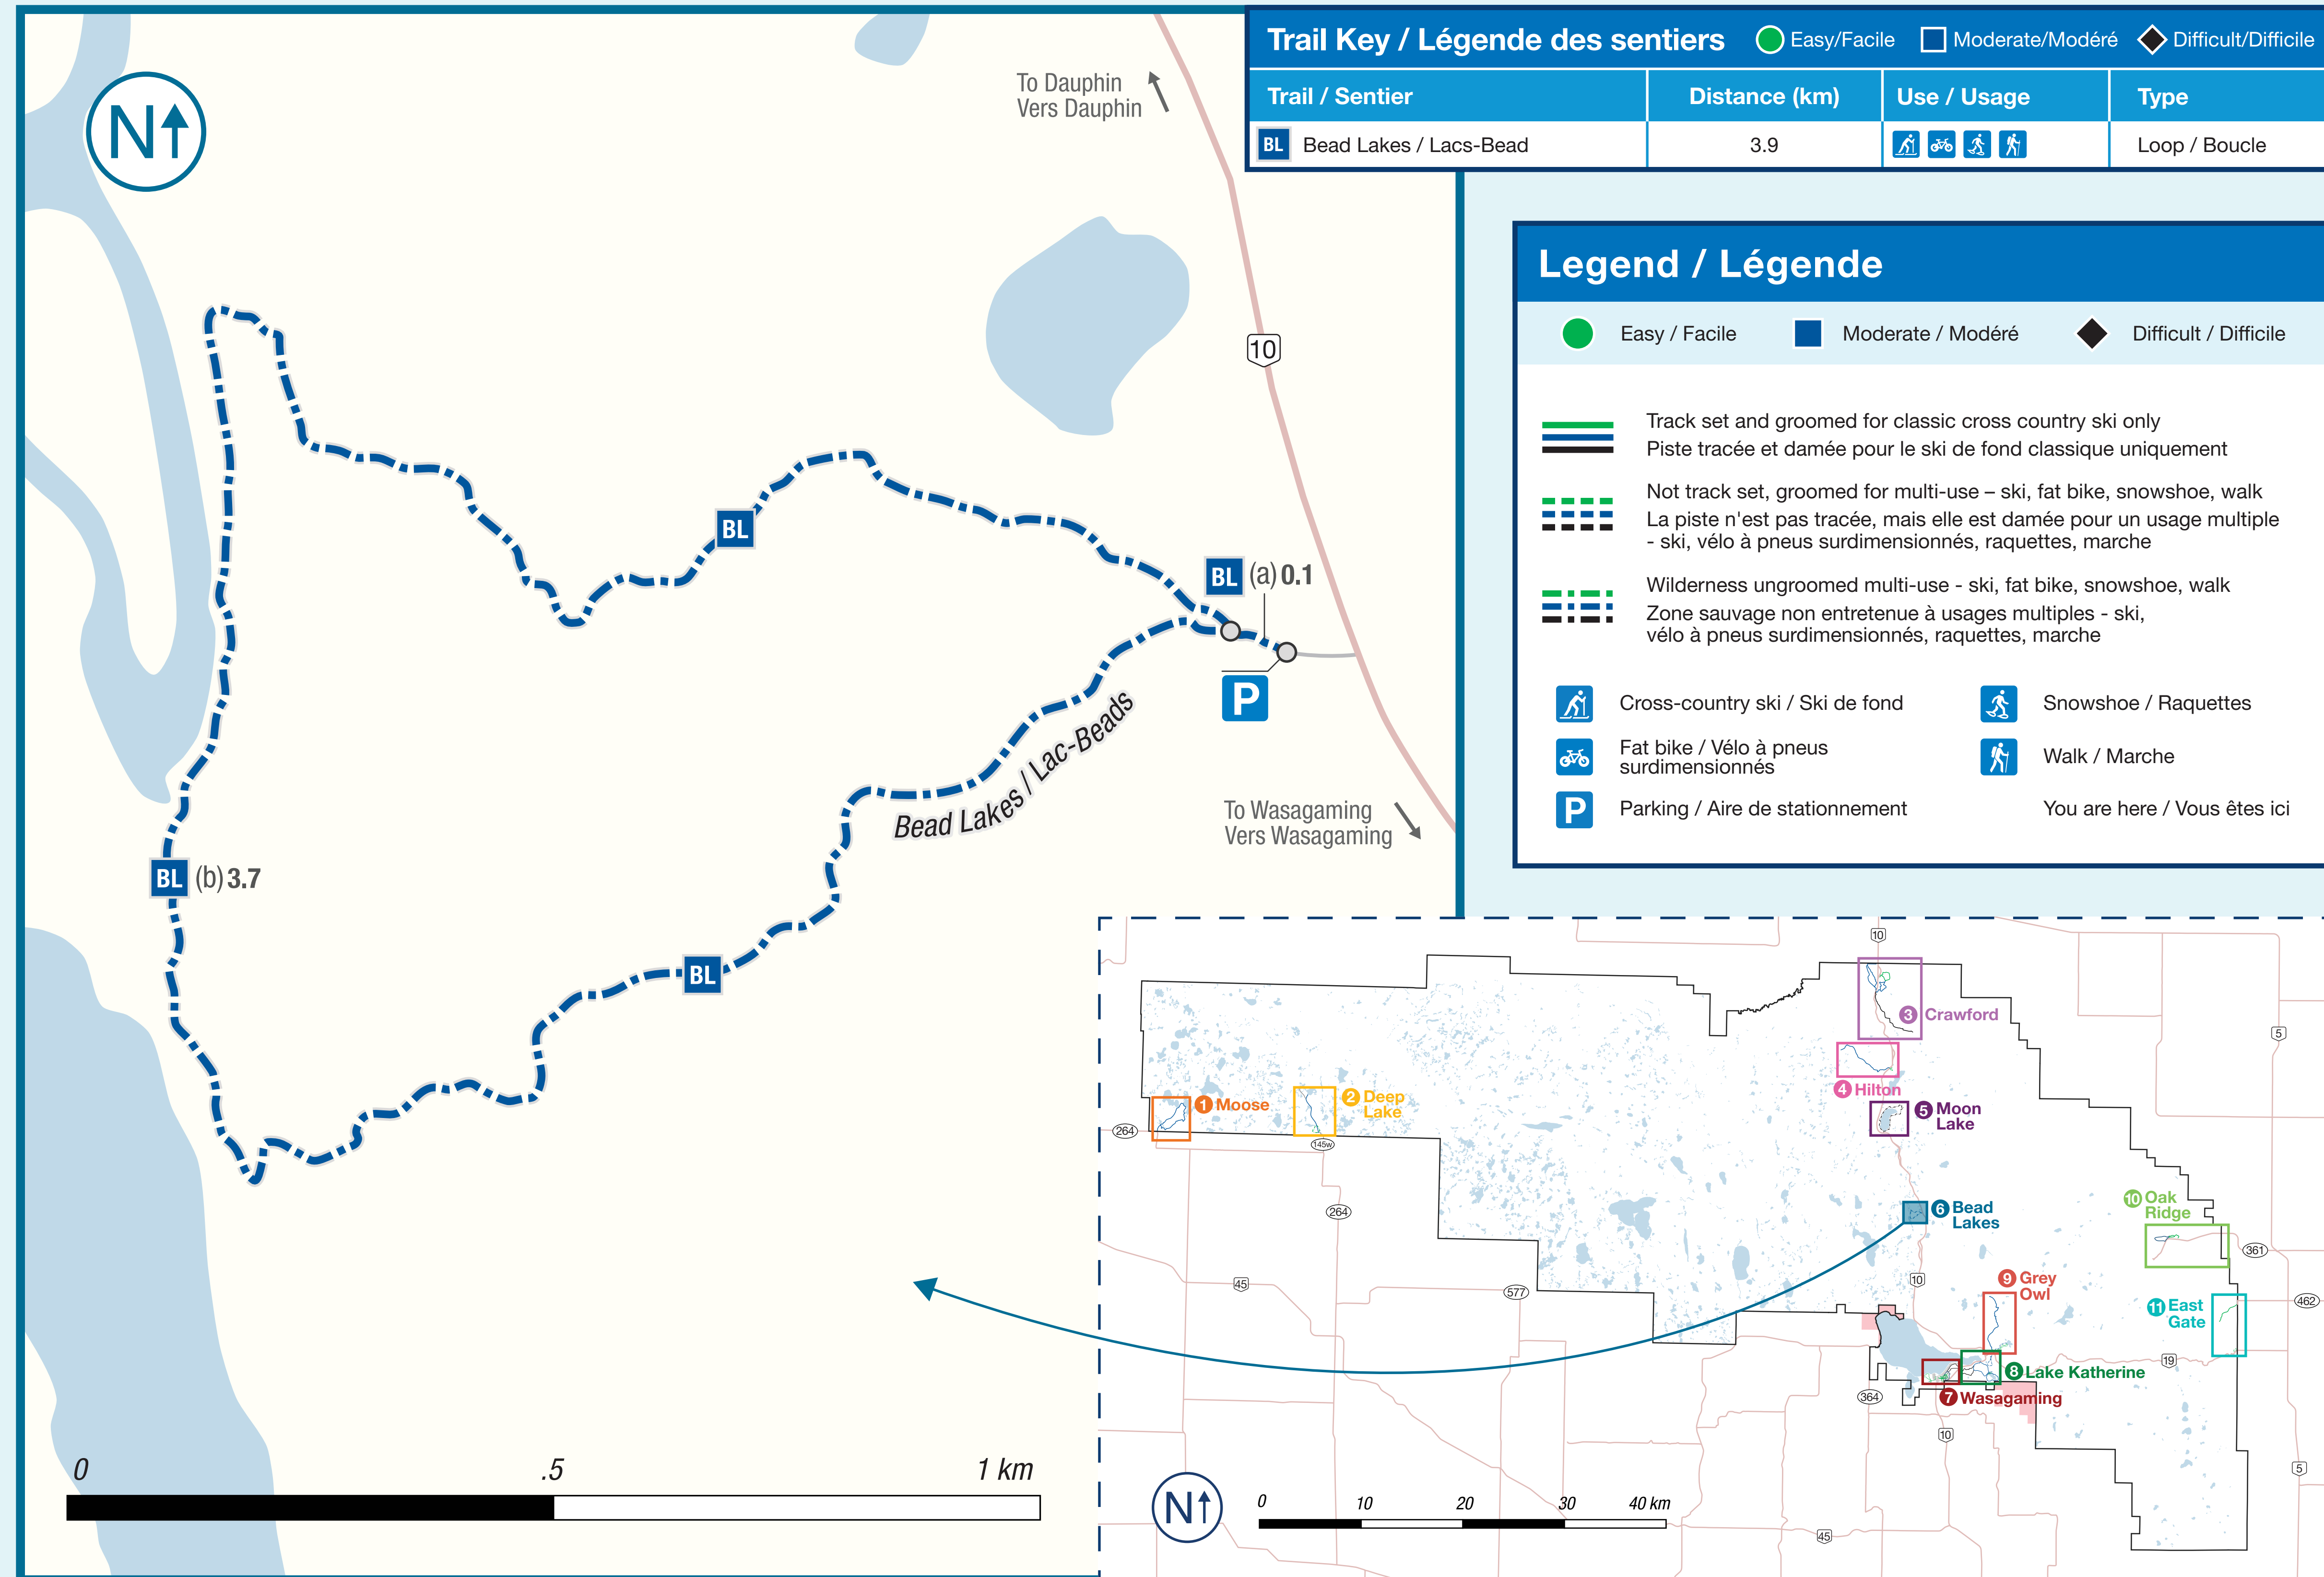 N
To Dauphin
Vers Dauphin
10
BL
BL (a) 0.1
P
Bead Lakes / Lac-Beads
To Wasagaming
Vers Wasagaming
BL (b) 3.7
BL
0 .5 1 km
Trail Key / Légende des sentiers Easy/Facile Moderate/Modéré Difficult/Difficile
Trail / Sentier Distance (km) Use / Usage Type
BL Bead Lakes / Lacs-Bead 3.9 Loop / Boucle
Legend / Légende
Easy / Facile Moderate / Modéré Difficult / Difficile
Track set and groomed for classic cross country ski only
Piste tracée et damée pour le ski de fond classique uniquement
Not track set, groomed for multi-use – ski, fat bike, snowshoe, walk
La piste n'est pas tracée, mais elle est damée pour un usage multiple
- ski, vélo à pneus surdimensionnés, raquettes, marche
Wilderness ungroomed multi-use - ski, fat bike, snowshoe, walk
Zone sauvage non entretenue à usages multiples - ski,
vélo à pneus surdimensionnés, raquettes, marche
Cross-country ski / Ski de fond
Snowshoe / Raquettes
Fat bike / Vélo à pneus
surdimensionnés
Walk / Marche
P Parking / Aire de stationnement
You are here / Vous êtes ici
10
3 Crawford
5
4 Hilton
1 Moose
2 Deep
Lake
5 Moon
Lake
264
145w
10 Oak
Ridge
264
6 Bead
Lakes
361
45
577
10
9 Grey
Owl
11 East
Gate
462
19
8 Lake Katherine
364
7 Wasagaming
10
5
N
0 10 20 30 40 km
45